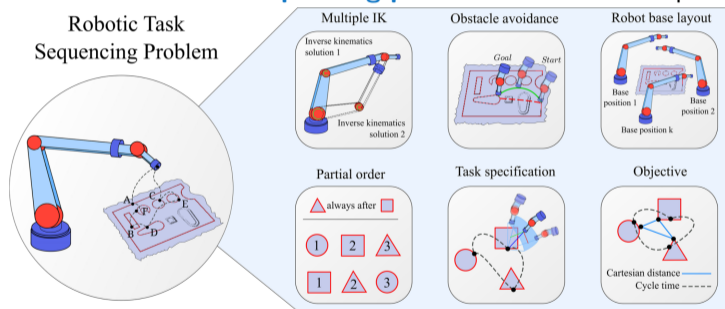 Robotic Task
Sequencing Problem
A
B
C
D
E
F
Multiple IK
Inverse kinematics
solution 1
Inverse kinematics
solution 2
Obstacle avoidance
Goal
Start
Robot base layout
Base
position 1
Base
position 2
Base position k
Partial order
always after
1 2 3
1 2 3
Task specification
Objective
Cartesian distance
Cycle time